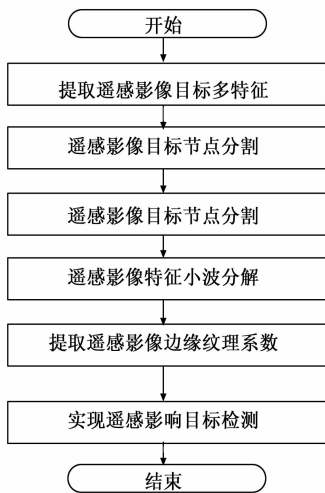 开始
提取遥感影像目标多特征
遥感影像目标节点分割
遥感影像目标节点分割
遥感影像特征小波分解
提取遥感影像边缘纹理系数
实现遥感影响目标检测
结束